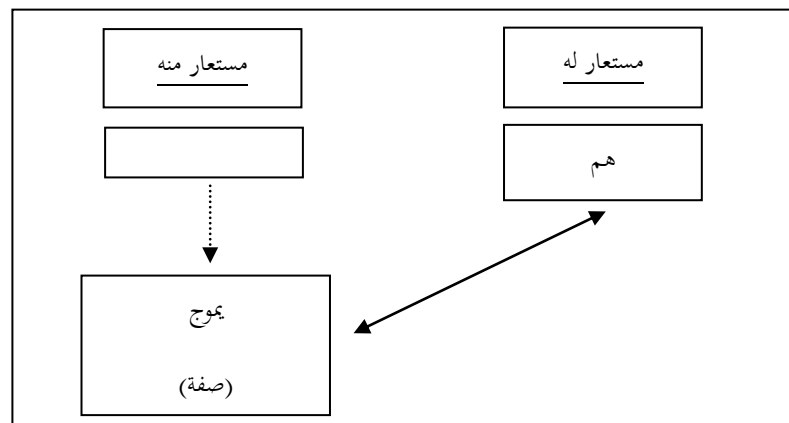 مستعار له
مستعار منه
هم
يموج
(صفة)